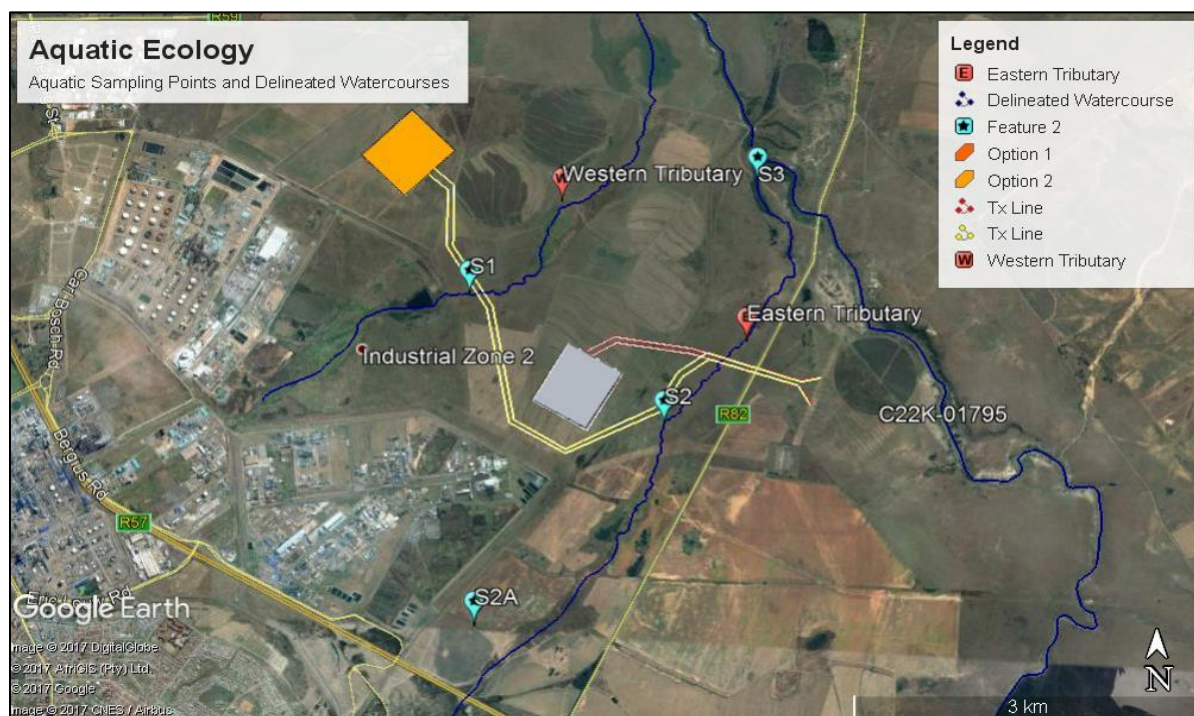 R59
Aquatic Ecology
Aquatic Sampling Points and Delineated Watercourses
Legend
E Eastern Tributary
Delineated Watercourse
Feature 2
Option 1
Option 2
Tx Line
Tx Line
W Western Tributary
St
W
Western Tributary
S3
S1
Carl Bosch Rd
Industrial Zone 2
Eastern Tributary
S2
R82
C22K-01795
Bergius Rd
R57
S2A
Google Earth
Image © 2017 DigitalGlobe
© 2017 AfriGIS (Pty) Ltd.
© 2017 Google
Image © 2017 CNES / Airbus
N
3 km